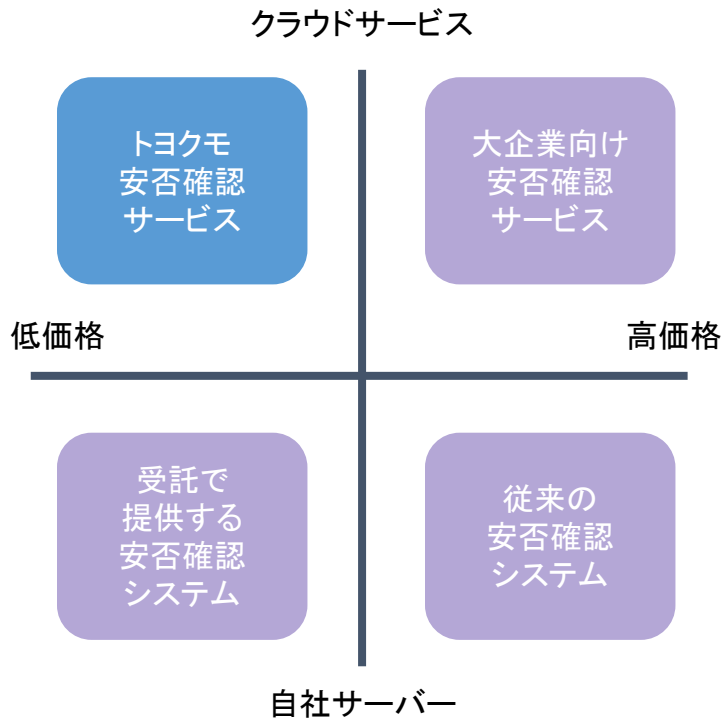 クラウドサービス
トヨクモ
安否確認
サービス
大企業向け
安否確認
サービス
低価格
高価格
受託で
提供する
安否確認
システム
従来の
安否確認
システム
自社サーバー